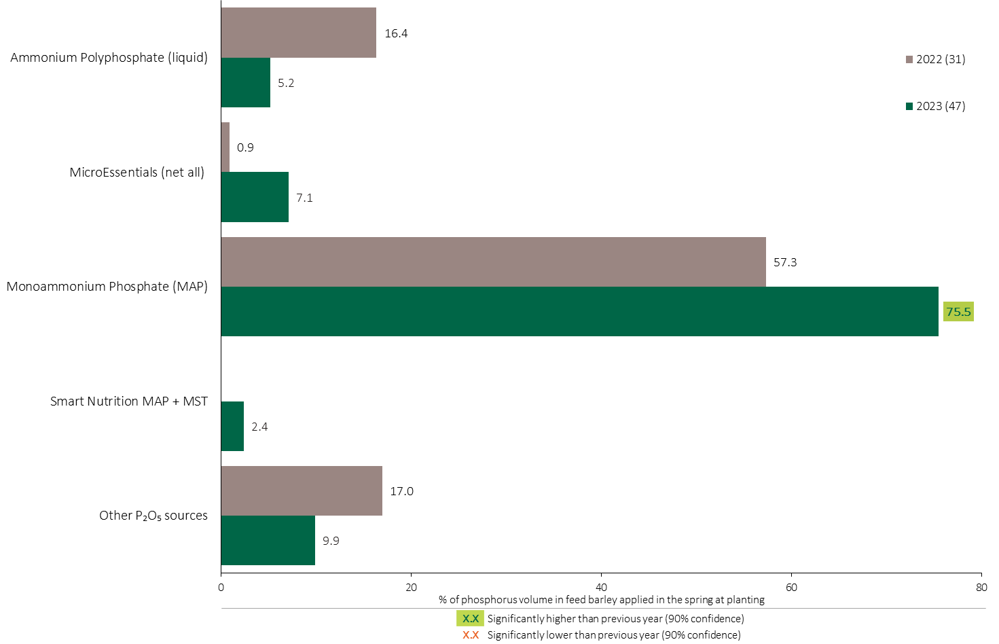 16.4
Ammonium Polyphosphate (liquid)
5.2
2022 (31)
2023 (47)
0.9
MicroEssentials (net all)
7.1
57.3
Monoammonium Phosphate (MAP)
75.5
Smart Nutrition MAP + MST
2.4
17.0
Other P₂O₅ sources
9.9
0 20 40 60 80
% of phosphorus volume in feed barley applied in the spring at planting
X.X Significantly higher than previous year (90% confidence)
X.X Significantly lower than previous year (90% confidence)